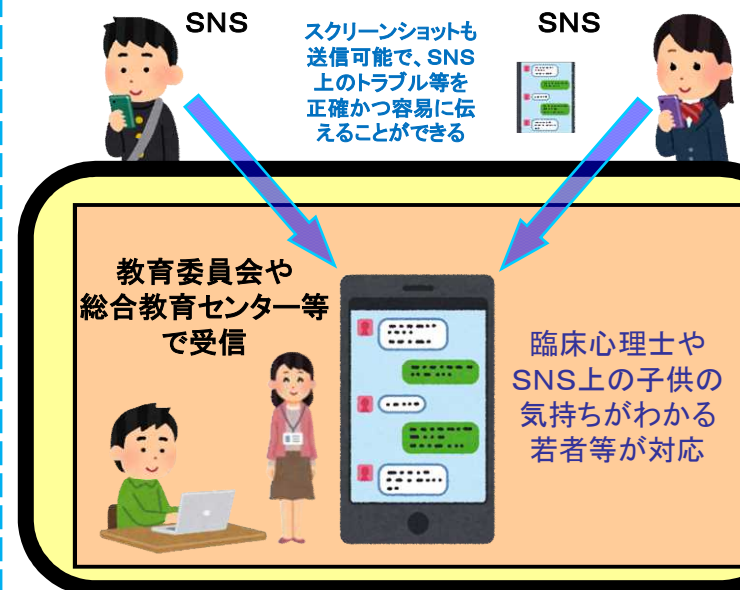 SNS
スクリーンショットも
送信可能で、SNS
上のトラブル等を
正確かつ容易に伝
えることができる
SNS
教育委員会や
総合教育センター等
で受信
臨床心理士や
SNS上の子供の
気持ちがわかる
若者等が対応